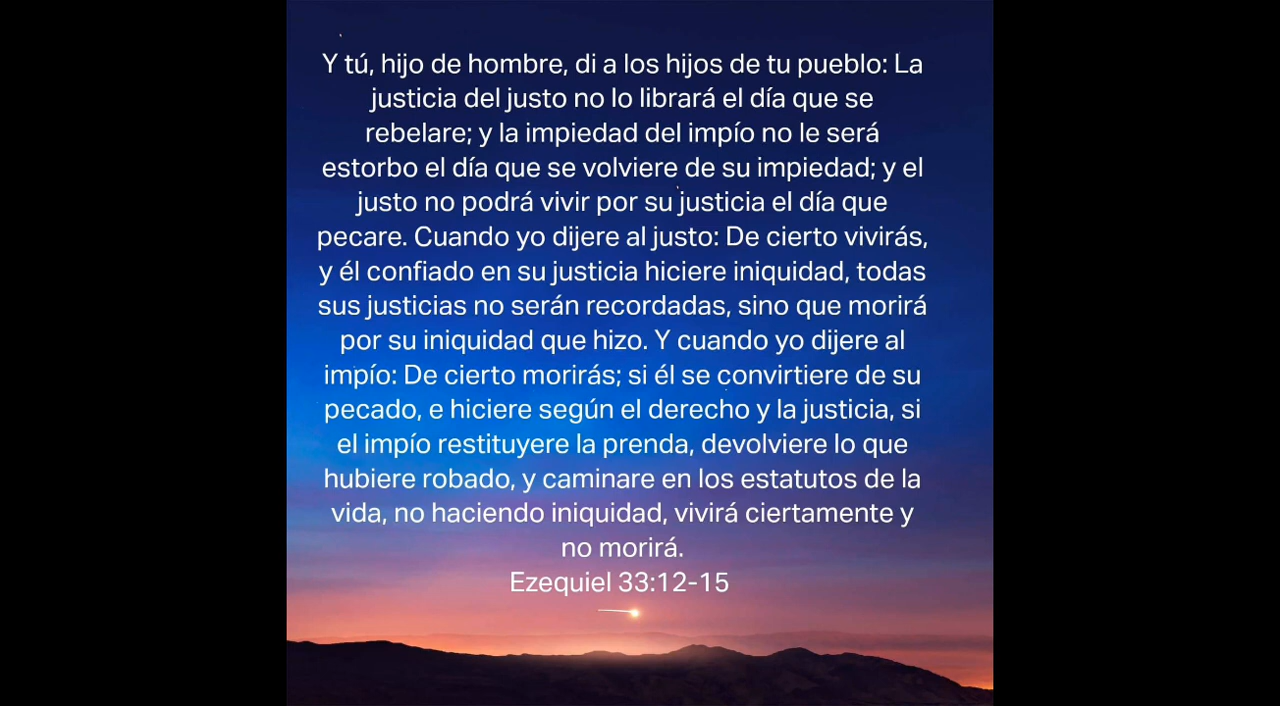 Y tú, hijo de hombre, di a los hijos de tu pueblo: La
justicia del justo no lo librará el día que se
rebelare; y la impiedad del impío no le será
estorbo el día que se volviere de su impiedad; y el
justo no podrá vivir por su justicia el día que
pecare. Cuando yo dijere al justo: De cierto vivirás,
y él confiado en su justicia hiciere iniquidad, todas
sus justicias no serán recordadas, sino que morirá
por su iniquidad que hizo. Y cuando yo dijere al
impío: De cierto morirás; si él se convirtiere de su
pecado, e hiciere según el derecho y la justicia, si
el impío restituyere la prenda, devolviere lo que
hubiere robado, y caminare en los estatutos de la
vida, no haciendo iniquidad, vivirá ciertamente y
no morirá.
Ezequiel 33:12-15